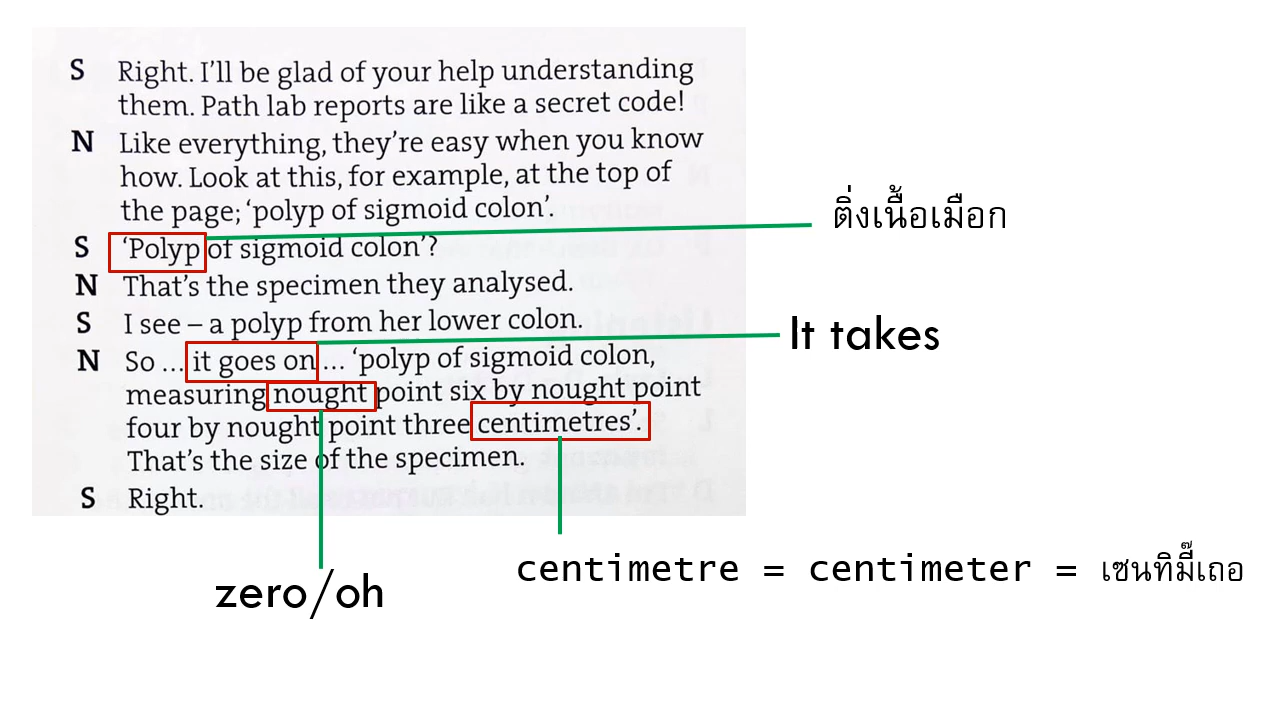 S Right. I'll be glad of your help understanding
them. Path lab reports are like a secret code!
N Like everything, they're easy when you know
how. Look at this, for example, at the top of
the page; ‘polyp of sigmoid colon’.
S ‘Polyp of sigmoid colon’?
N That's the specimen they analysed.
S I see – a polyp from her lower colon.
N So ... it goes on ... ‘polyp of sigmoid colon,
measuring nought point six by nought point
four by nought point three centimetres’.
That's the size of the specimen.
S Right.
ติ่งเนื้อเมือก
It takes
zero/oh
centimetre = centimeter = เซนทิมี๊เถอ